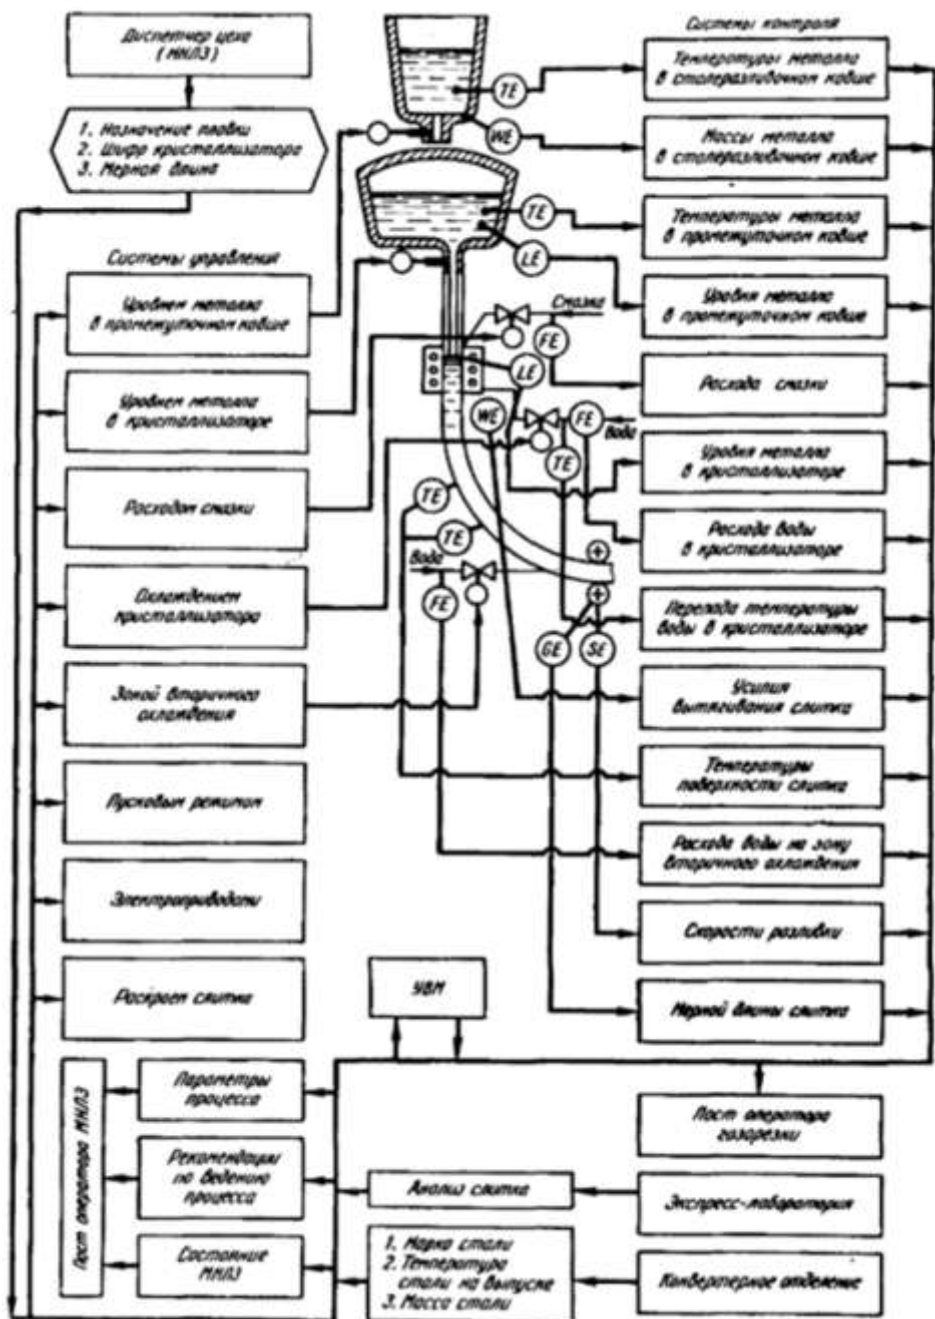 Диспетчер цеха
(МНЛЗ)
1. Назначение плавки
2. Шифр кристаллизатора
3. Мерная длина
Системы управления
Уровнем металла
в промежуточном ковше
Уровнем металла
в кристаллизаторе
Расходом смазки
Охлаждением
кристаллизатора
Зоной вторичного
охлаждения
Пусковым режимом
Электроприводами
Раскроем слитка
TE
WE
TE
LE
Смазка
FE
LE
WE
FE
Вода
TE
TE
TE
Вода
FE
GE
SE
Системы контроля
Температуры металла
в сталеразливочном ковше
Массы металла
в сталеразливочном ковше
Температуры металла
в промежуточном ковше
Уровня металла
в промежуточном ковше
Расхода смазки
Уровня металла
в кристаллизаторе
Расхода воды
в кристаллизаторе
Перепада температуры
воды в кристаллизаторе
Усилия
вытягивания слитка
Температуры
поверхности слитка
Расхода воды на зону
вторичного охлаждения
Скорости разливки
Мерной длины слитка
УВМ
Пост оператора МНЛЗ
Параметры
процесса
Рекомендации
по ведению
процесса
Состояние
МНЛЗ
Анализ слитка
1. Марка стали
2. Температура
стали на выпуске
3. Масса стали
Пост оператора
газорезки
Экспресс-лаборатория
Конвертерное отделение